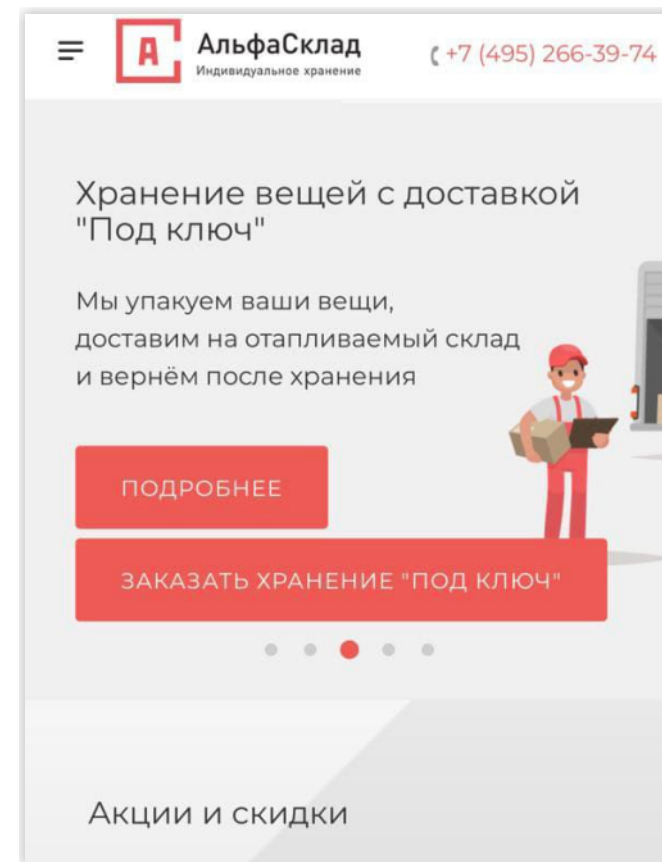 А
АльфаСклад
Индивидуальное хранение
+7 (495) 266-39-74
Хранение вещей с доставкой
"Под ключ"
Мы упакуем ваши вещи,
доставим на отапливаемый склад
и вернём после хранения
ПОДРОБНЕЕ
ЗАКАЗАТЬ ХРАНЕНИЕ "ПОД КЛЮЧ"
Акции и скидки